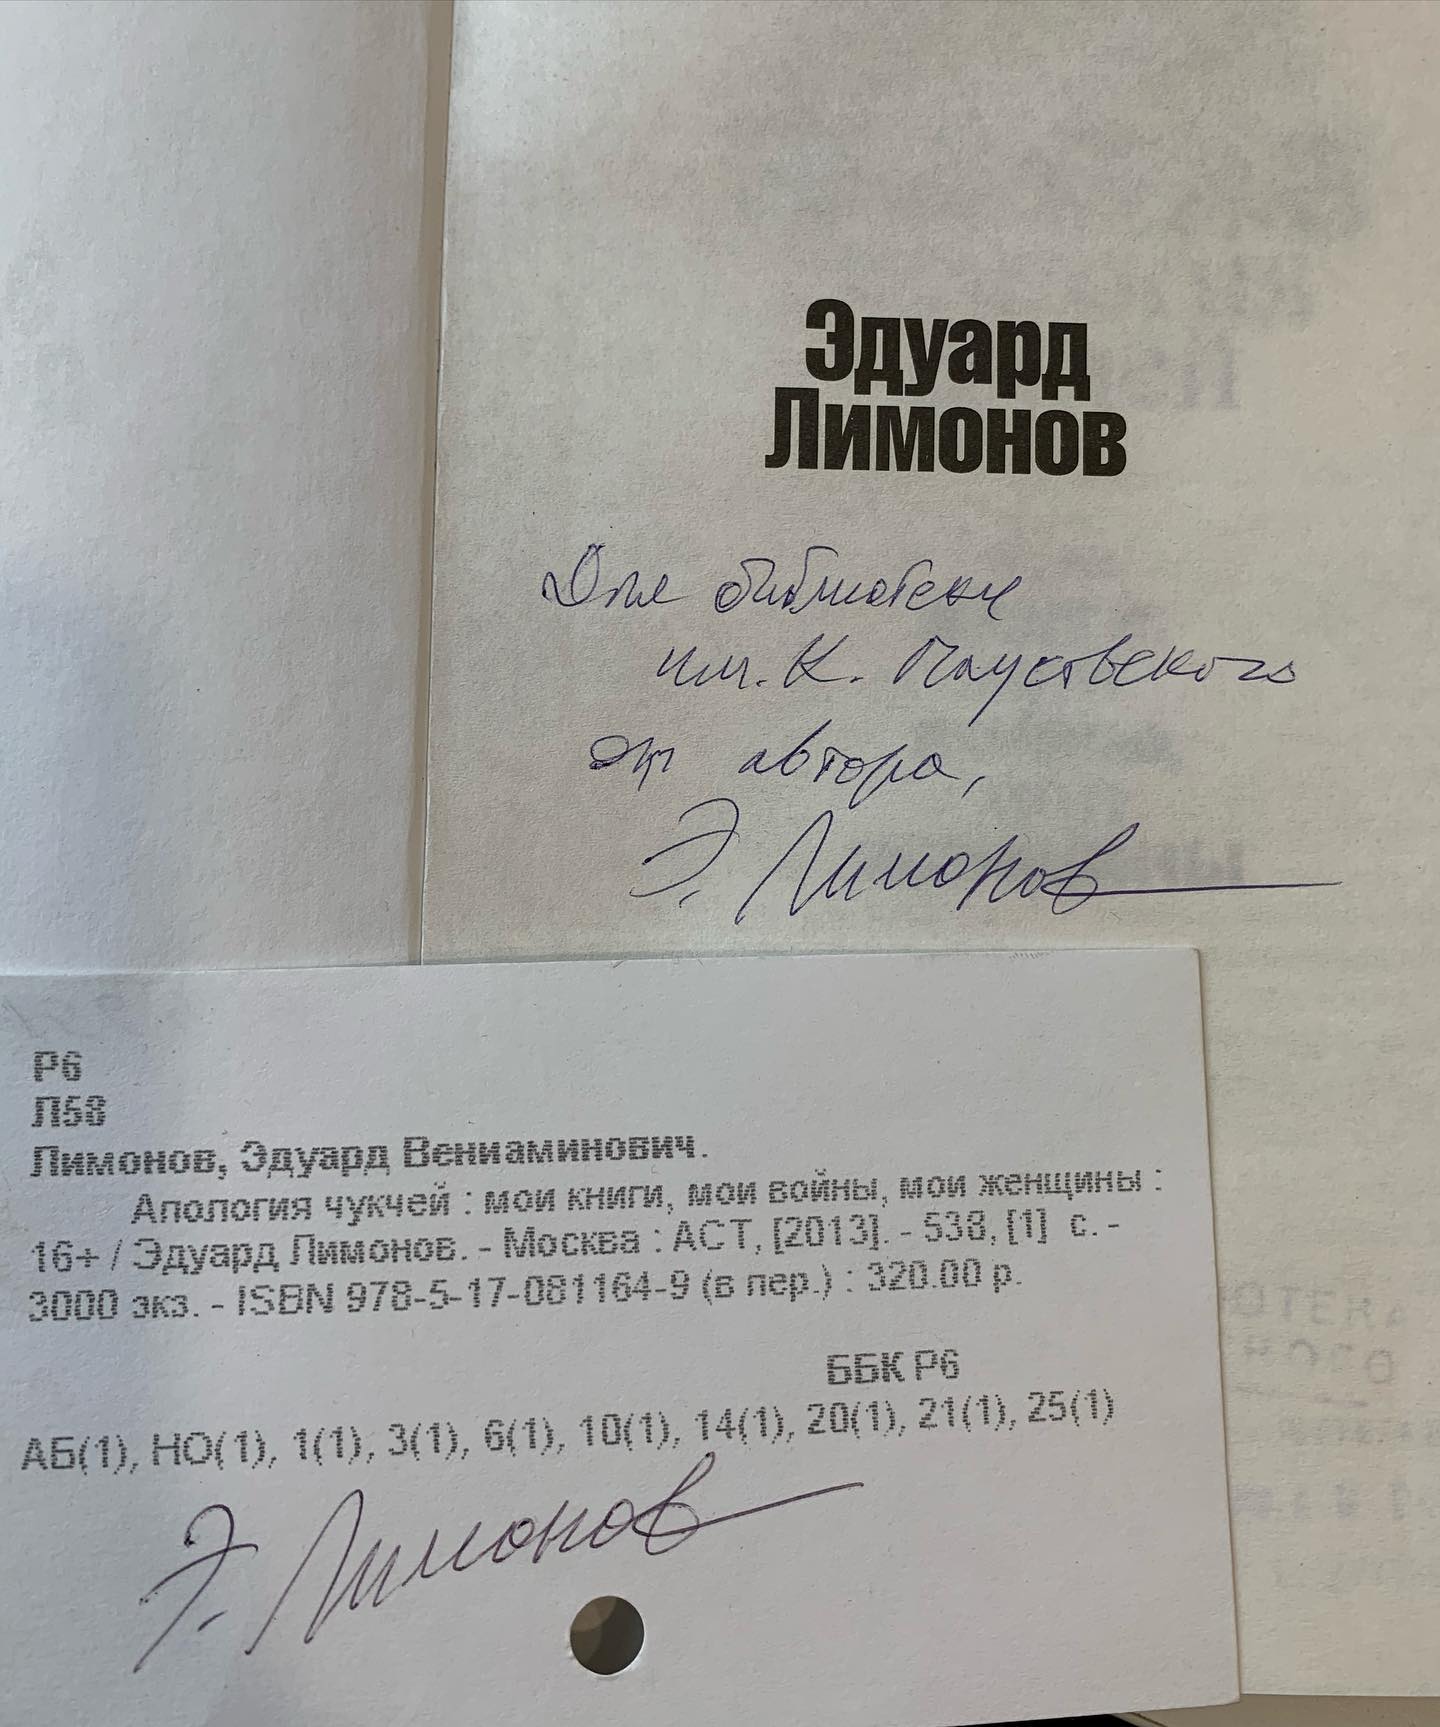 Эдуард
Лимонов
Для библиотеки
им. К. Паустовского
от автора,
Э. Лимонов
Р6
Л58
Лимонов, Эдуард Вениаминович.
Апология чукчей : мои книги, мои войны, мои женщины :
16+ / Эдуард Лимонов. - Москва : АСТ, [2013]. - 538, [1] с. -
3000 экз. - ISBN 978-5-17-081164-9 (в пер.) : 320.00 р.
ББК Р6
АБ(1), НО(1), 1(1), 3(1), 6(1), 10(1), 14(1), 20(1), 21(1), 25(1)
Э. Лимонов